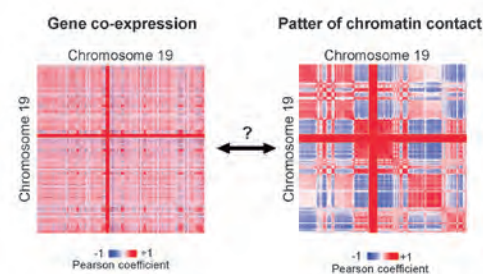 Gene co-expression
Patter of chromatin contact
Chromosome 19
Chromosome 19
Chromosome 19
Chromosome 19
?
-1 +1
Pearson coefficient
-1 +1
Pearson coefficient